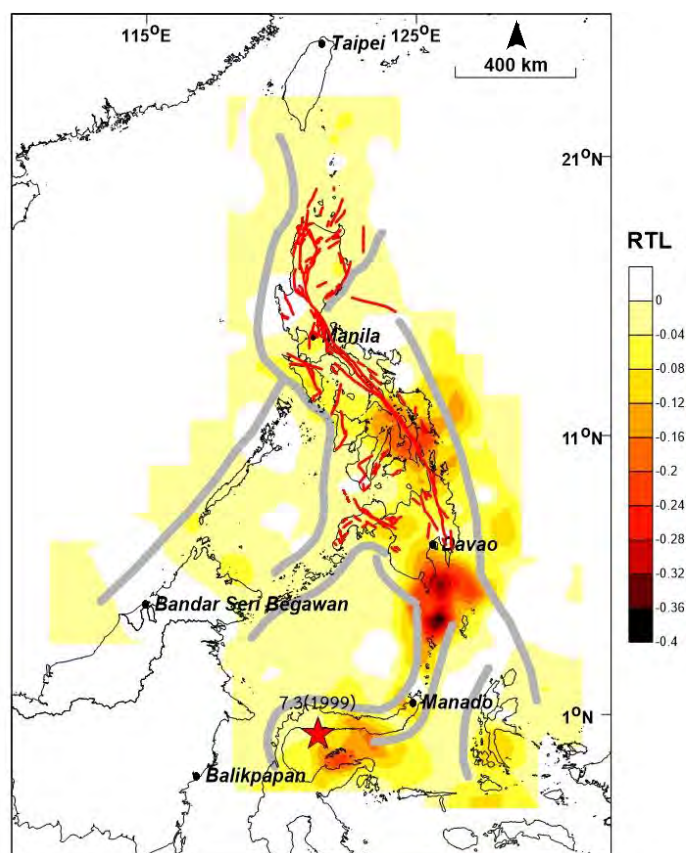 115°E
125°E
Taipei
400 km
21°N
RTL
0
-0.04
-0.08
-0.12
-0.16
-0.2
-0.24
-0.28
-0.32
-0.36
-0.4
Manila
11°N
Davao
Bandar Seri Begawan
7.3(1999)
Manado
1°N
Balikpapan